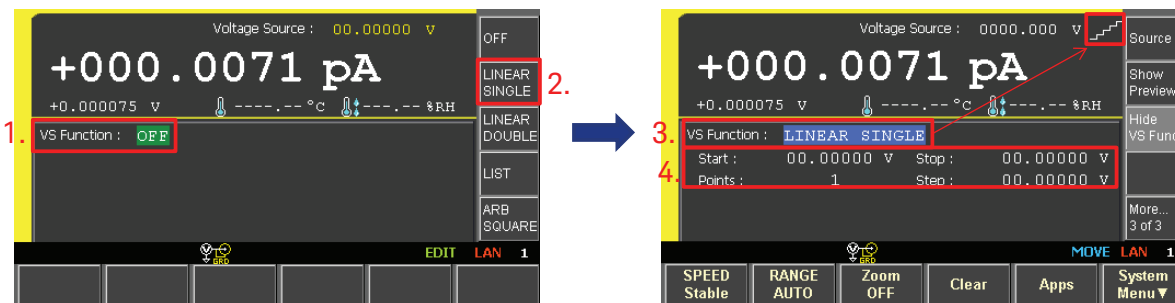 Voltage Source : 00.00000 V
+000.0071 pA
+0.000075 V ----.-- °C ---.-- %RH
1. VS Function : OFF
OFF
LINEAR SINGLE 2.
LINEAR DOUBLE
LIST
ARB SQUARE
GRD EDIT LAN 1
Voltage Source : 0000.000 V
+000.0071 pA
+0.000075 V ----.-- °C ---.-- %RH
3. VS Function : LINEAR SINGLE
4. Start : 00.00000 V Stop : 00.00000 V
Points : 1 Step : 00.00000 V
Source
Show Preview
Hide VS Func
More... 3 of 3
GRD MOVE LAN 1
SPEED Stable RANGE AUTO Zoom OFF Clear Apps System Menu▼